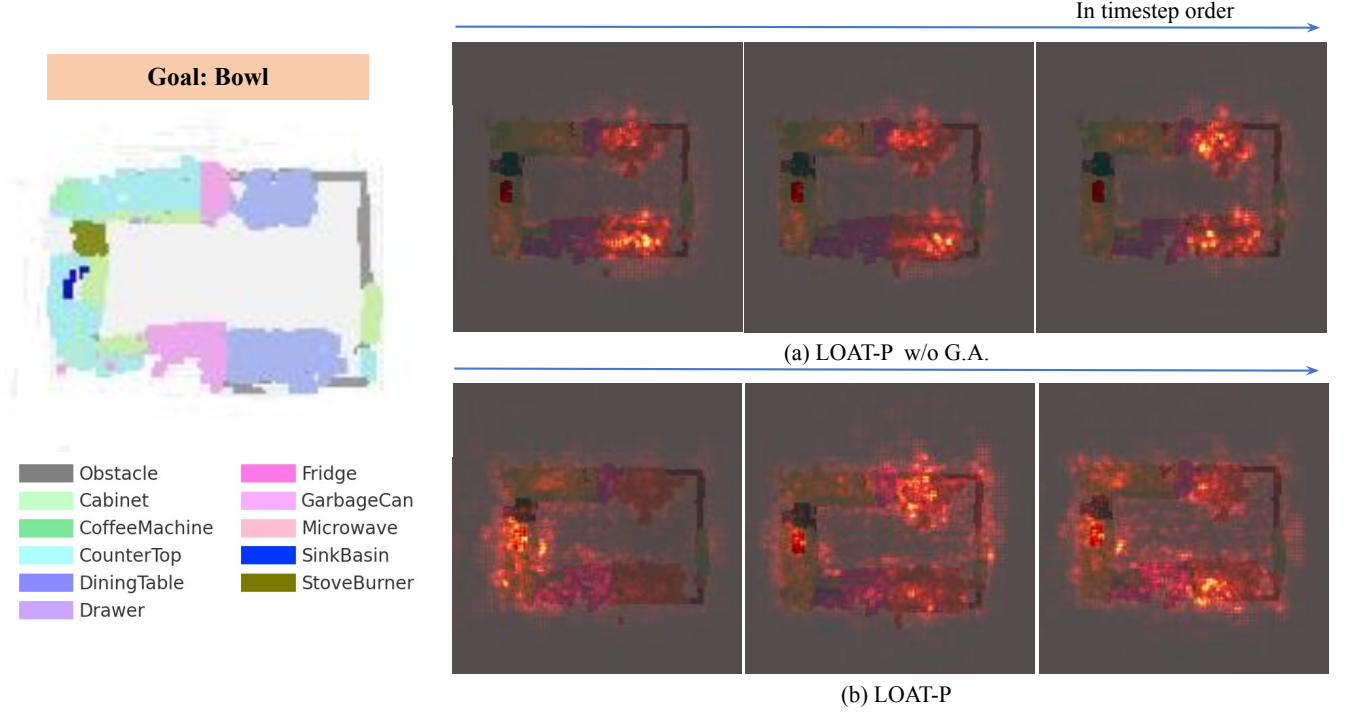 In timestep order
Goal: Bowl
(a) LOAT-P w/o G.A.
Obstacle
Cabinet
CoffeeMachine
CounterTop
DiningTable
Drawer
Fridge
GarbageCan
Microwave
SinkBasin
StoveBurner
(b) LOAT-P